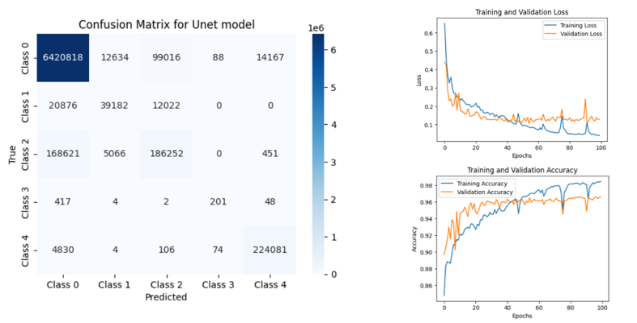 Confusion Matrix for Unet model
1e6
True
Class 0 6420818 12634 99016 88 14167
Class 1 20876 39182 12022 0 0
Class 2 168621 5066 186252 0 451
Class 3 417 4 2 201 48
Class 4 4830 4 106 74 224081
Class 0 Class 1 Class 2 Class 3 Class 4
Predicted
6
5
4
3
2
1
0
Training and Validation Loss
Training Loss
Validation Loss
Loss
0.6
0.5
0.4
0.3
0.2
0.1
0 20 40 60 80 100
Epochs
Training and Validation Accuracy
Training Accuracy
Validation Accuracy
Accuracy
0.98
0.96
0.94
0.92
0.90
0.88
0.86
0 20 40 60 80 100
Epochs